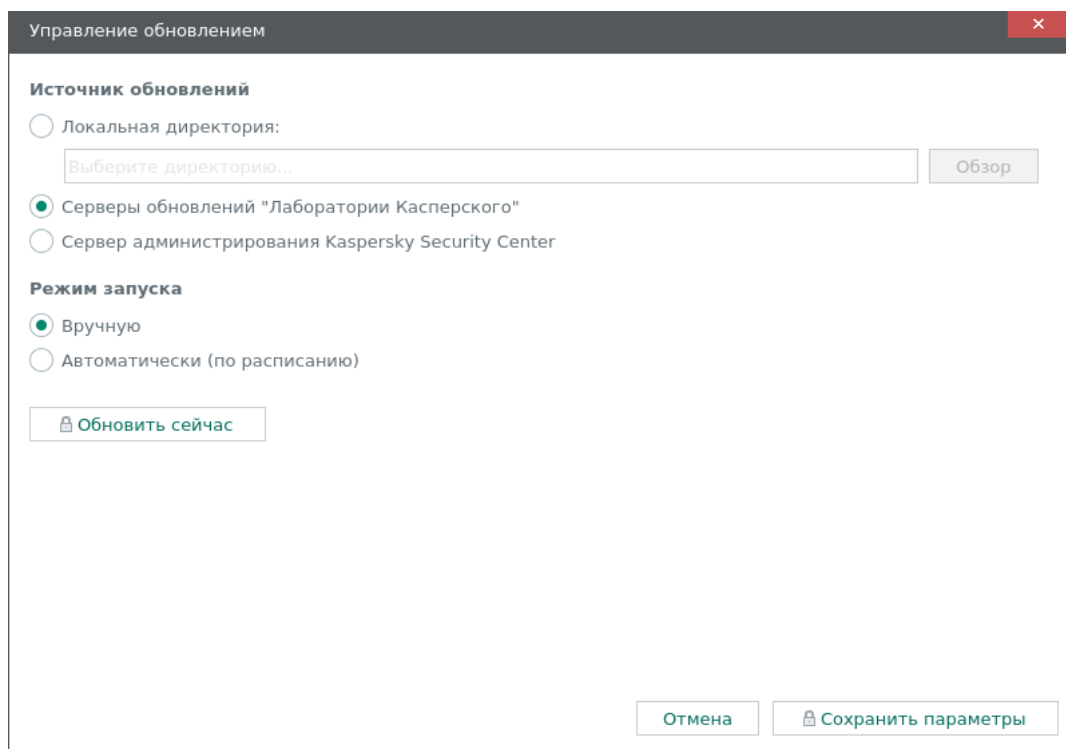 Управление обновлением
Источник обновлений
Локальная директория:
Выберите директорию...
Обзор
Серверы обновлений "Лаборатории Касперского"
Сервер администрирования Kaspersky Security Center
Режим запуска
Вручную
Автоматически (по расписанию)
Обновить сейчас
Отмена
Сохранить параметры